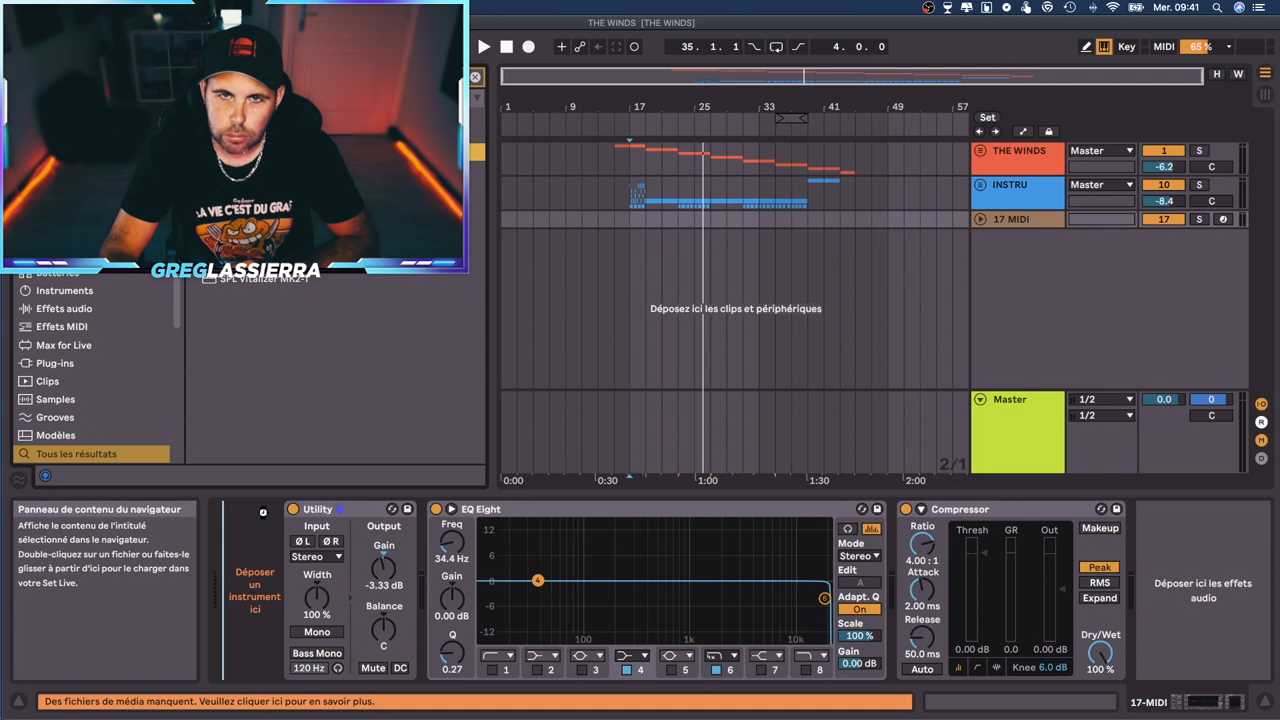 THE WINDS [THE WINDS]
Mer. 09:41
35. 1. 1
4. 0. 0
Key
MIDI
65 %
H
W
1
9
17
25
33
41
49
57
Set
THE WINDS
Master
1
S
-6.2
C
INSTRU
Master
10
S
-8.4
C
17 MIDI
17
S
LA VIE C'EST DU GRAS
GREGLASSIERRA
SPL Vitalizer MK2-T
Batteries
Instruments
Effets audio
Effets MIDI
Max for Live
Plug-ins
Clips
Samples
Grooves
Modèles
Tous les résultats
Déposez ici les clips et périphériques
Master
1/2
0.0
0
1/2
C
2/1
0:00
0:30
1:00
1:30
2:00
R
M
D
Panneau de contenu du navigateur
Affiche le contenu de l'intitulé
sélectionné dans le navigateur.
Double-cliquez sur un fichier ou faites-le
glisser à partir d'ici pour le charger dans
votre Set Live.
Déposer
un
instrument
ici
Utility
Input
Output
Ø L
Ø R
Gain
Stereo
Width
-3.33 dB
Balance
100 %
Mono
C
Bass Mono
120 Hz
Mute
DC
EQ Eight
Freq
34.4 Hz
Gain
0.00 dB
Q
0.27
12
6
0
-6
-12
100
1k
10k
4
6
1
2
3
4
5
6
7
8
Mode
Stereo
Edit
A
Adapt. Q
On
Scale
100 %
Gain
0.00 dB
Compressor
Ratio
4.00 : 1
Attack
2.00 ms
Release
50.0 ms
Auto
Thresh
GR
Out
0.00 dB
0.0
0.00 dB
Knee 6.0 dB
Makeup
Peak
RMS
Expand
Dry/Wet
100 %
Déposer ici les effets
audio
Des fichiers de média manquent. Veuillez cliquer ici pour en savoir plus.
17-MIDI